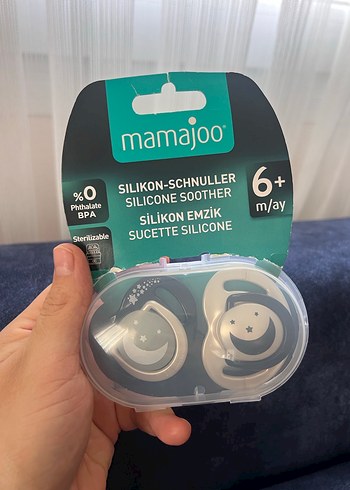 mamajoo
%0
Phthalate
BPA
Sterilizable
SILIKON-SCHNULLER
SILICONE SOOTHER
SİLİKON EMZİK
SUCETTE SILICONE
6+
m/ay